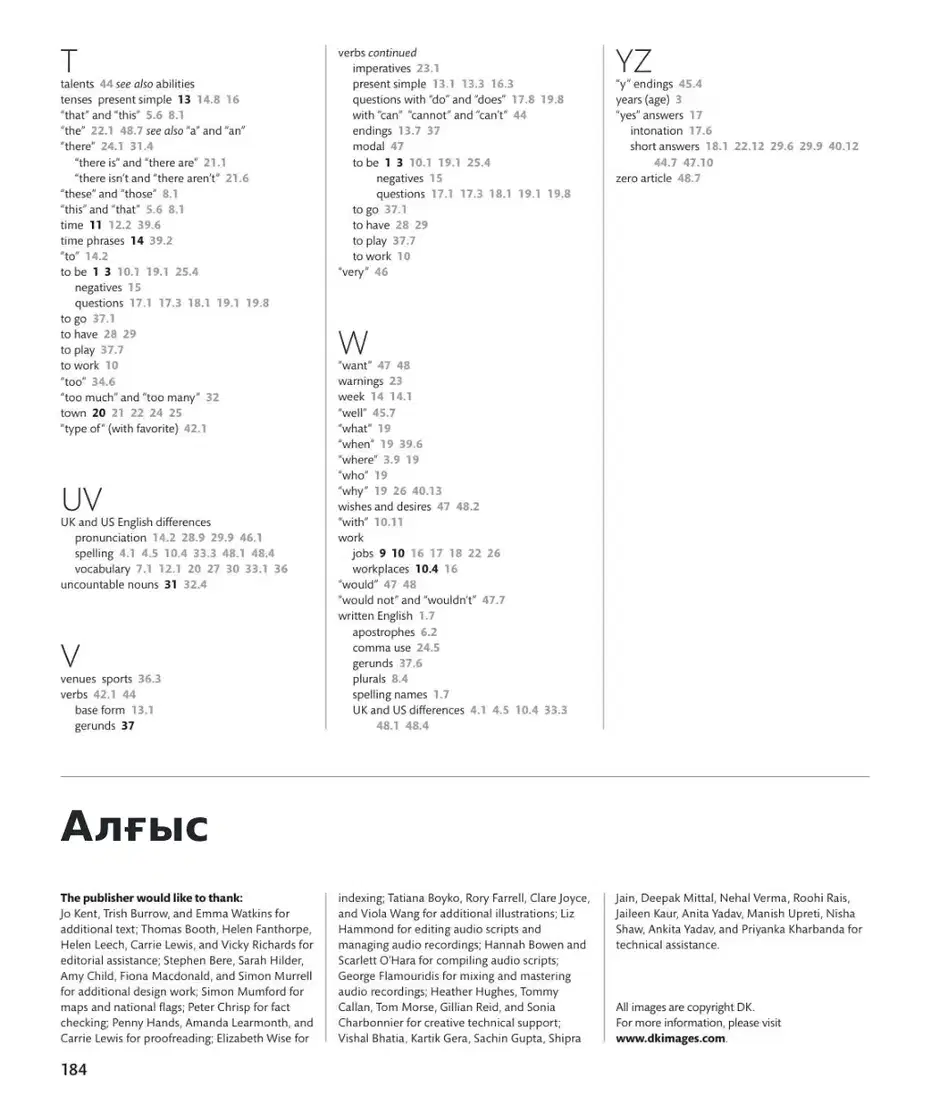 T
talents 44 see also abilities
tenses present simple 13 14.8 16
“that” and “this” 5.6 8.1
“the” 22.1 48.7 see also “a” and “an”
“there” 24.1 31.4
“there is” and “there are” 21.1
“there isn’t and “there aren’t” 21.6
“these” and “those” 8.1
“this” and “that” 5.6 8.1
time 11 12.2 39.6
time phrases 14 39.2
“to” 14.2
to be 1 3 10.1 19.1 25.4
negatives 15
questions 17.1 17.3 18.1 19.1 19.8
to go 37.1
to have 28 29
to play 37.7
to work 10
“too” 34.6
“too much” and “too many” 32
town 20 21 22 24 25
“type of” (with favorite) 42.1
UV
UK and US English differences
pronunciation 14.2 28.9 29.9 46.1
spelling 4.1 4.5 10.4 33.3 48.1 48.4
vocabulary 7.1 12.1 20 27 30 33.1 36
uncountable nouns 31 32.4
V
venues sports 36.3
verbs 42.1 44
base form 13.1
gerunds 37
verbs continued
imperatives 23.1
present simple 13.1 13.3 16.3
questions with “do” and “does” 17.8 19.8
with “can” “cannot” and “can’t” 44
endings 13.7 37
modal 47
to be 1 3 10.1 19.1 25.4
negatives 15
questions 17.1 17.3 18.1 19.1 19.8
to go 37.1
to have 28 29
to play 37.7
to work 10
“very” 46
W
“want” 47 48
warnings 23
week 14 14.1
“well” 45.7
“what” 19
“when” 19 39.6
“where” 3.9 19
“who” 19
“why” 19 26 40.13
wishes and desires 47 48.2
“with” 10.11
work
jobs 9 10 16 17 18 22 26
workplaces 10.4 16
“would” 47 48
“would not” and “wouldn’t” 47.7
written English 1.7
apostrophes 6.2
comma use 24.5
gerunds 37.6
plurals 8.4
spelling names 1.7
UK and US differences 4.1 4.5 10.4 33.3
48.1 48.4
YZ
“y” endings 45.4
years (age) 3
“yes” answers 17
intonation 17.6
short answers 18.1 22.12 29.6 29.9 40.12
44.7 47.10
zero article 48.7
Алғыс
The publisher would like to thank:
Jo Kent, Trish Burrow, and Emma Watkins for
additional text; Thomas Booth, Helen Fanthorpe,
Helen Leech, Carrie Lewis, and Vicky Richards for
editorial assistance; Stephen Bere, Sarah Hilder,
Amy Child, Fiona Macdonald, and Simon Murrell
for additional design work; Simon Mumford for
maps and national flags; Peter Chrisp for fact
checking; Penny Hands, Amanda Learmonth, and
Carrie Lewis for proofreading; Elizabeth Wise for
indexing; Tatiana Boyko, Rory Farrell, Clare Joyce,
and Viola Wang for additional illustrations; Liz
Hammond for editing audio scripts and
managing audio recordings; Hannah Bowen and
Scarlett O’Hara for compiling audio scripts;
George Flamouridis for mixing and mastering
audio recordings; Heather Hughes, Tommy
Callan, Tom Morse, Gillian Reid, and Sonia
Charbonnier for creative technical support;
Vishal Bhatia, Kartik Gera, Sachin Gupta, Shipra
Jain, Deepak Mittal, Nehal Verma, Roohi Rais,
Jaileen Kaur, Anita Yadav, Manish Upreti, Nisha
Shaw, Ankita Yadav, and Priyanka Kharbanda for
technical assistance.
All images are copyright DK.
For more information, please visit
www.dkimages.com.
184